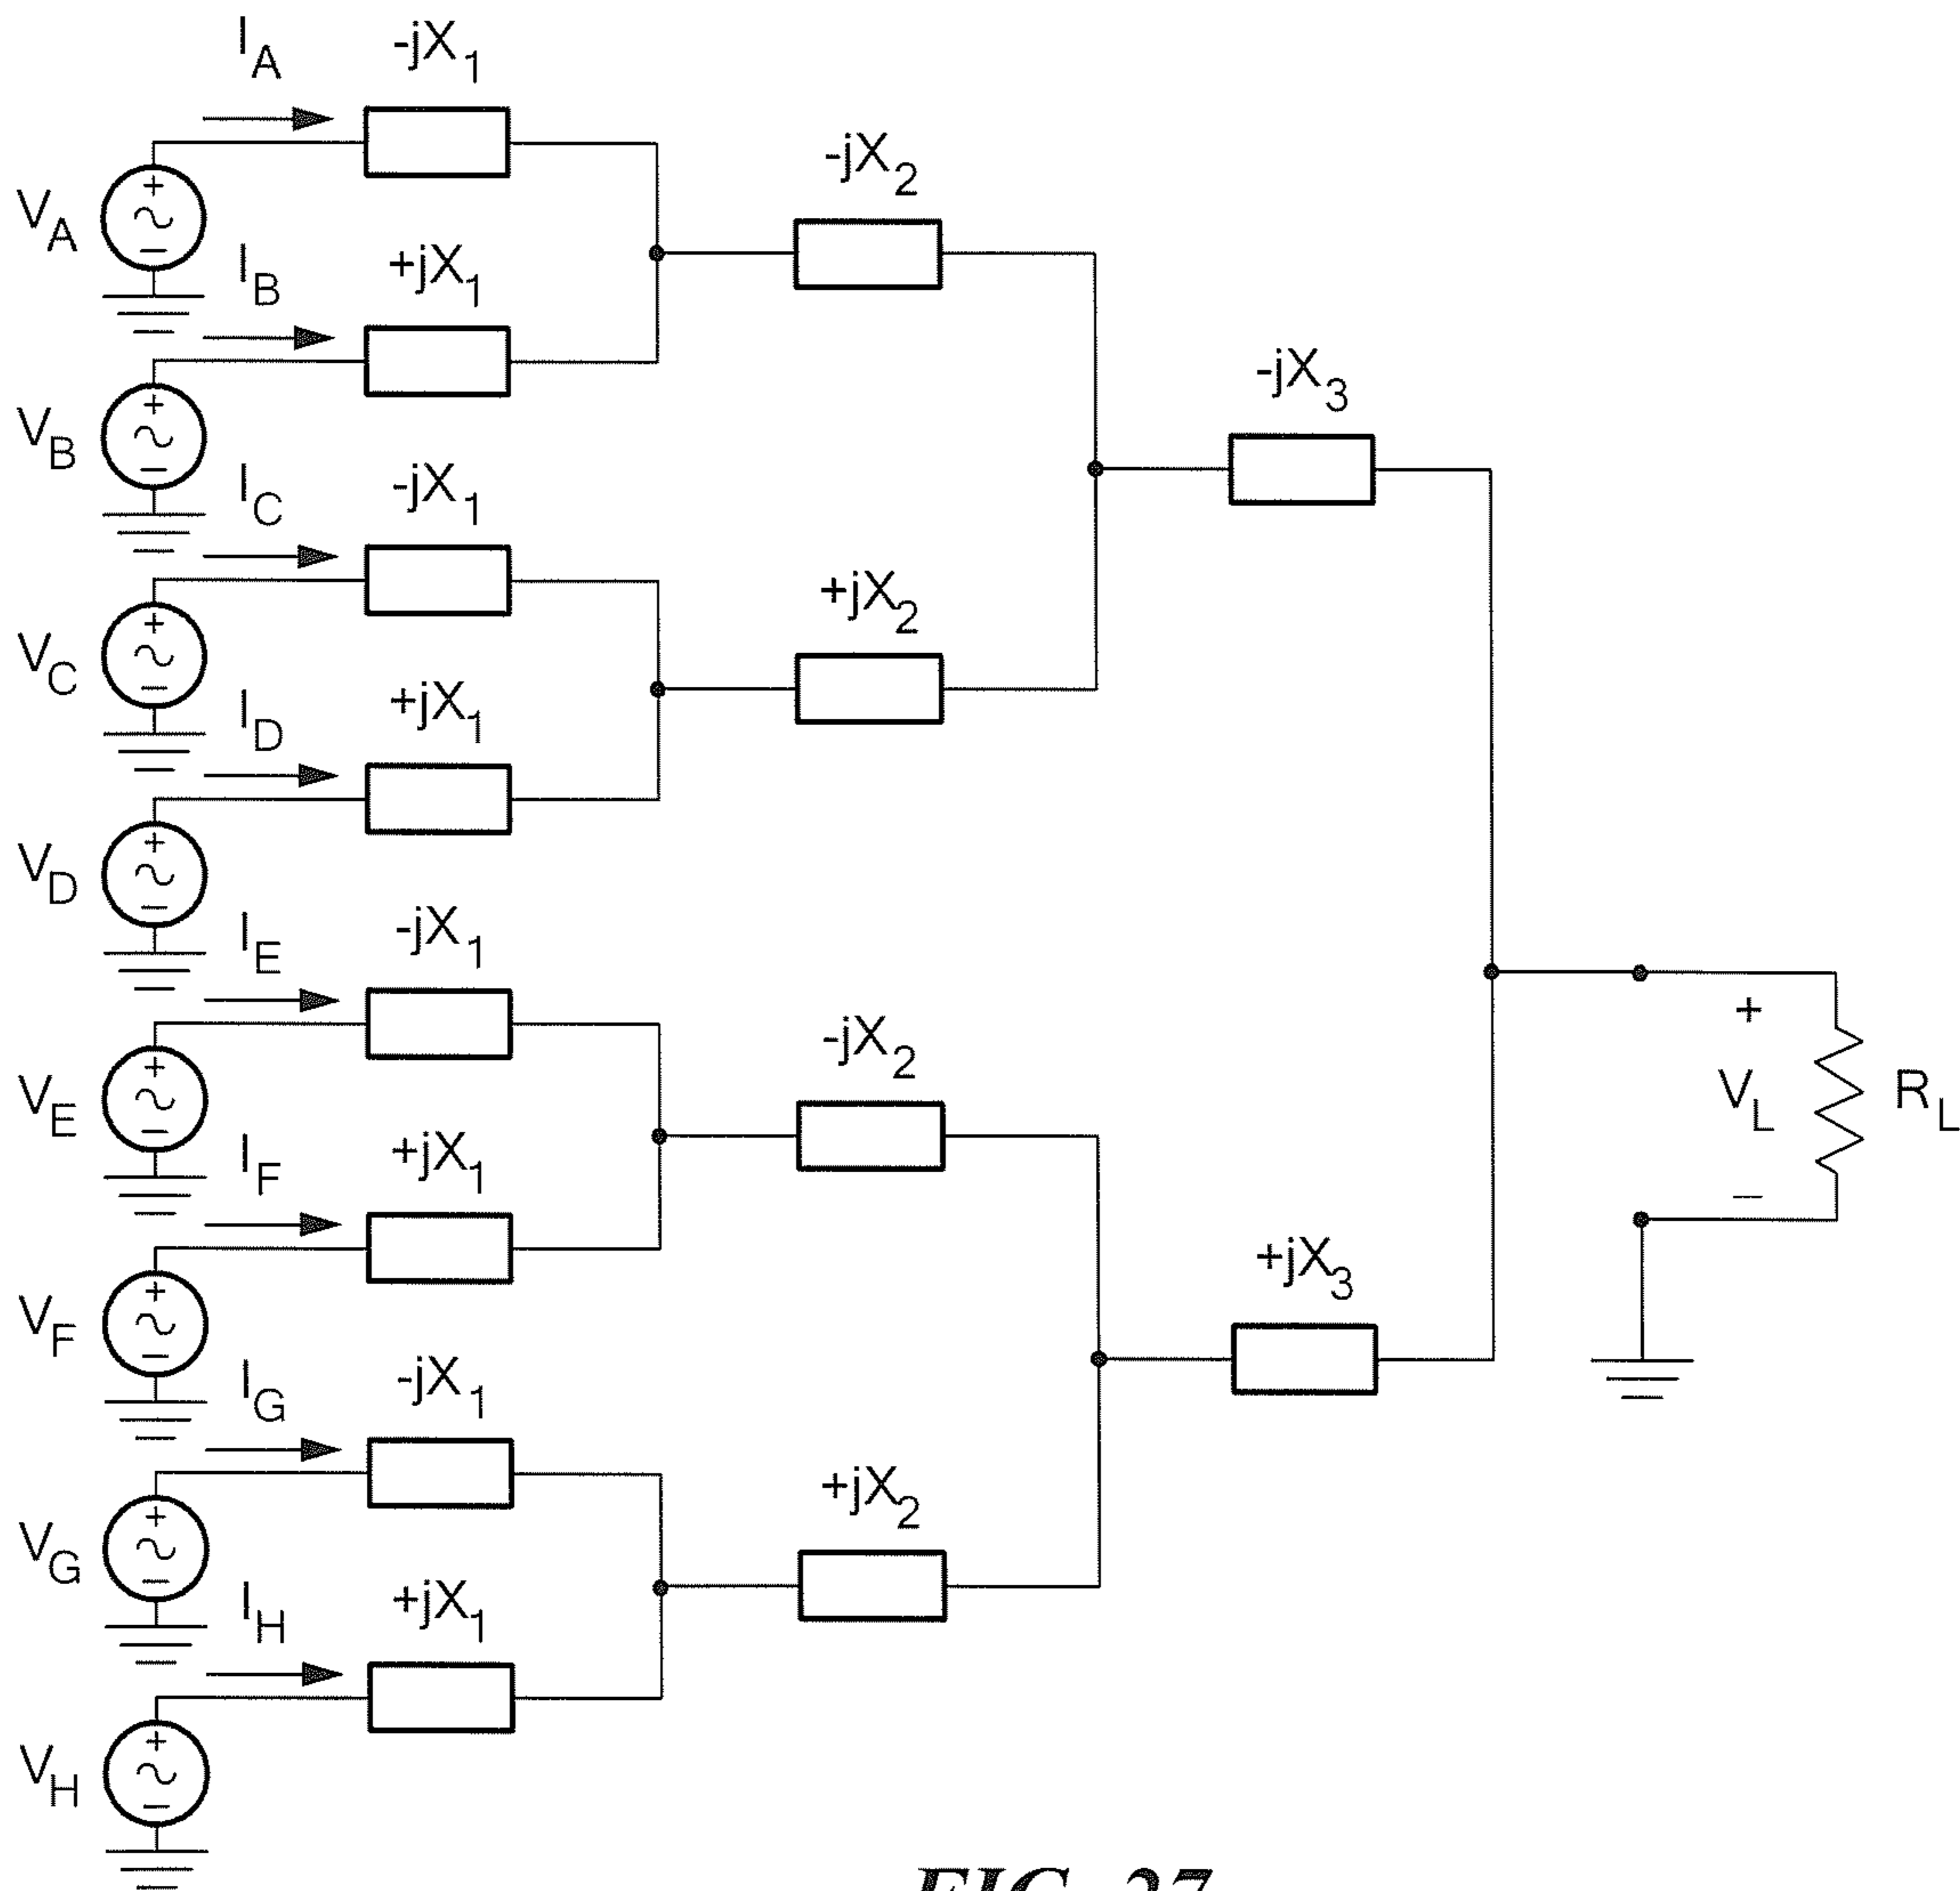 I_A
-jX_1
V_A
-jX_2
I_B
+jX_1
V_B
-jX_3
I_C
-jX_1
V_C
+jX_2
I_D
+jX_1
V_D
I_E
-jX_1
V_E
-jX_2
+
V_L
R_L
−
I_F
+jX_1
V_F
+jX_3
I_G
-jX_1
V_G
+jX_2
I_H
+jX_1
V_H